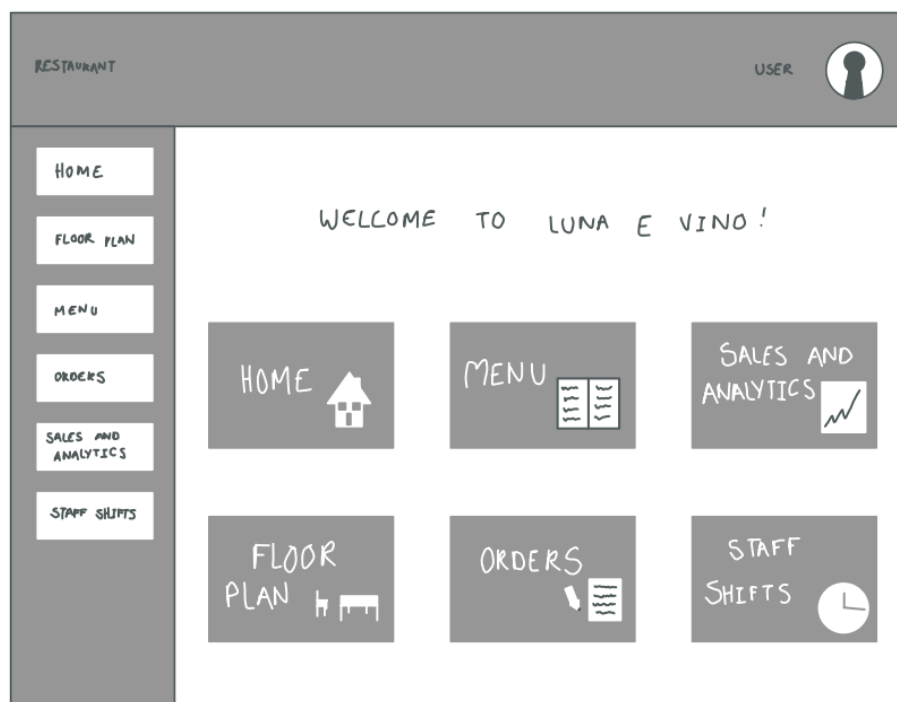 RESTAURANT
USER
HOME
FLOOR PLAN
MENU
ORDERS
SALES AND
ANALYTICS
STAFF SHIFTS
WELCOME TO LUNA E VINO!
HOME
MENU
SALES AND
ANALYTICS
FLOOR
PLAN
ORDERS
STAFF
SHIFTS